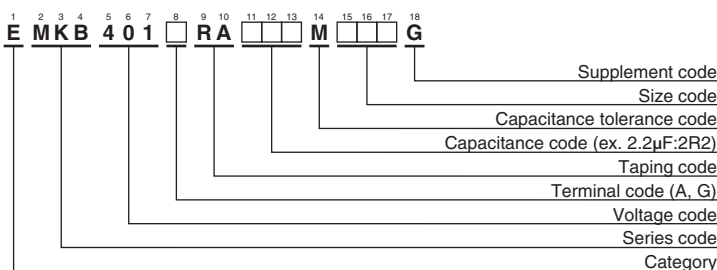 1 2 3 4 5 6 7 8 9 10 11 12 13 14 15 16 17 18
E MKB 401 □ RA □□□ M □□□ G
Supplement code
Size code
Capacitance tolerance code
Capacitance code (ex. 2.2μF:2R2)
Taping code
Terminal code (A, G)
Voltage code
Series code
Category